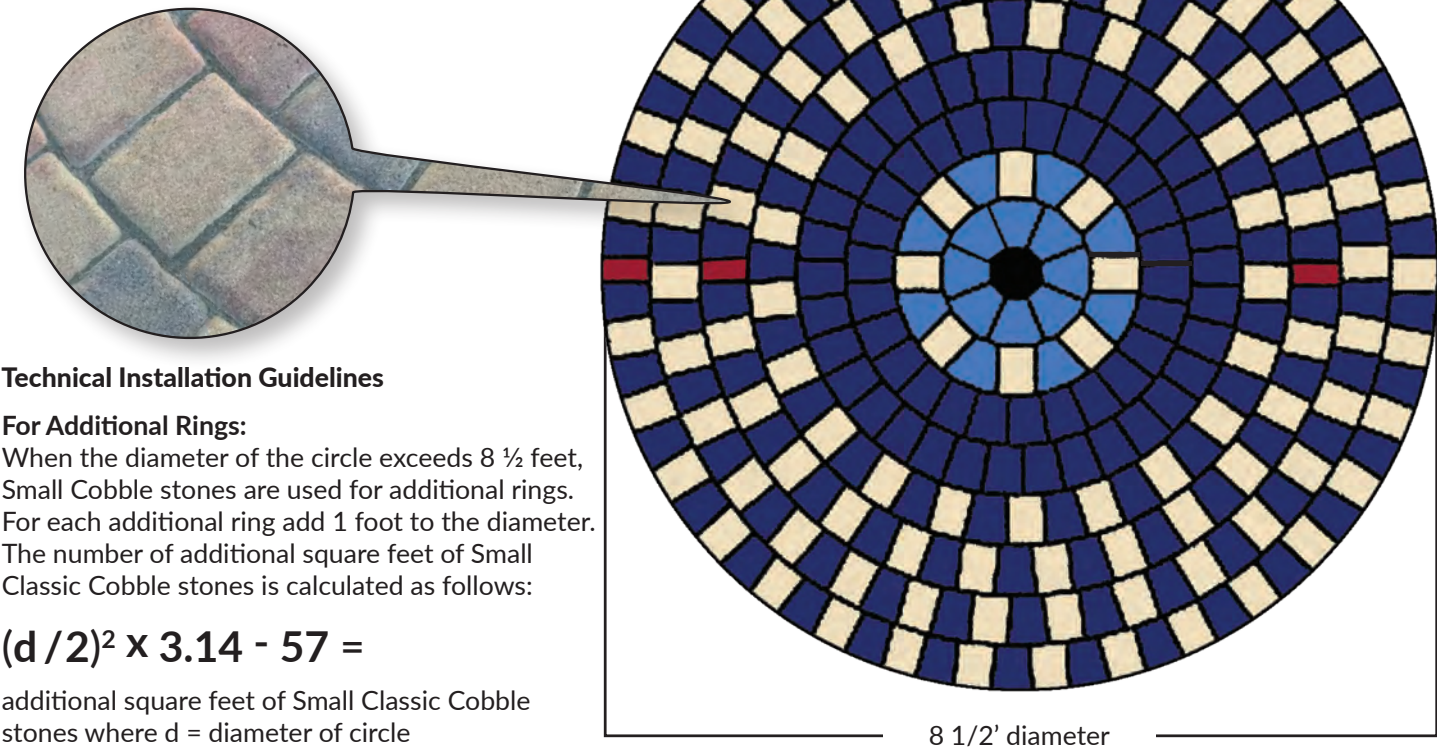 Technical Installation Guidelines
For Additional Rings:
When the diameter of the circle exceeds 8 ½ feet,
Small Cobble stones are used for additional rings.
For each additional ring add 1 foot to the diameter.
The number of additional square feet of Small
Classic Cobble stones is calculated as follows:
(d/2)² x 3.14 - 57 =
additional square feet of Small Classic Cobble
stones where d = diameter of circle
8 1/2’ diameter